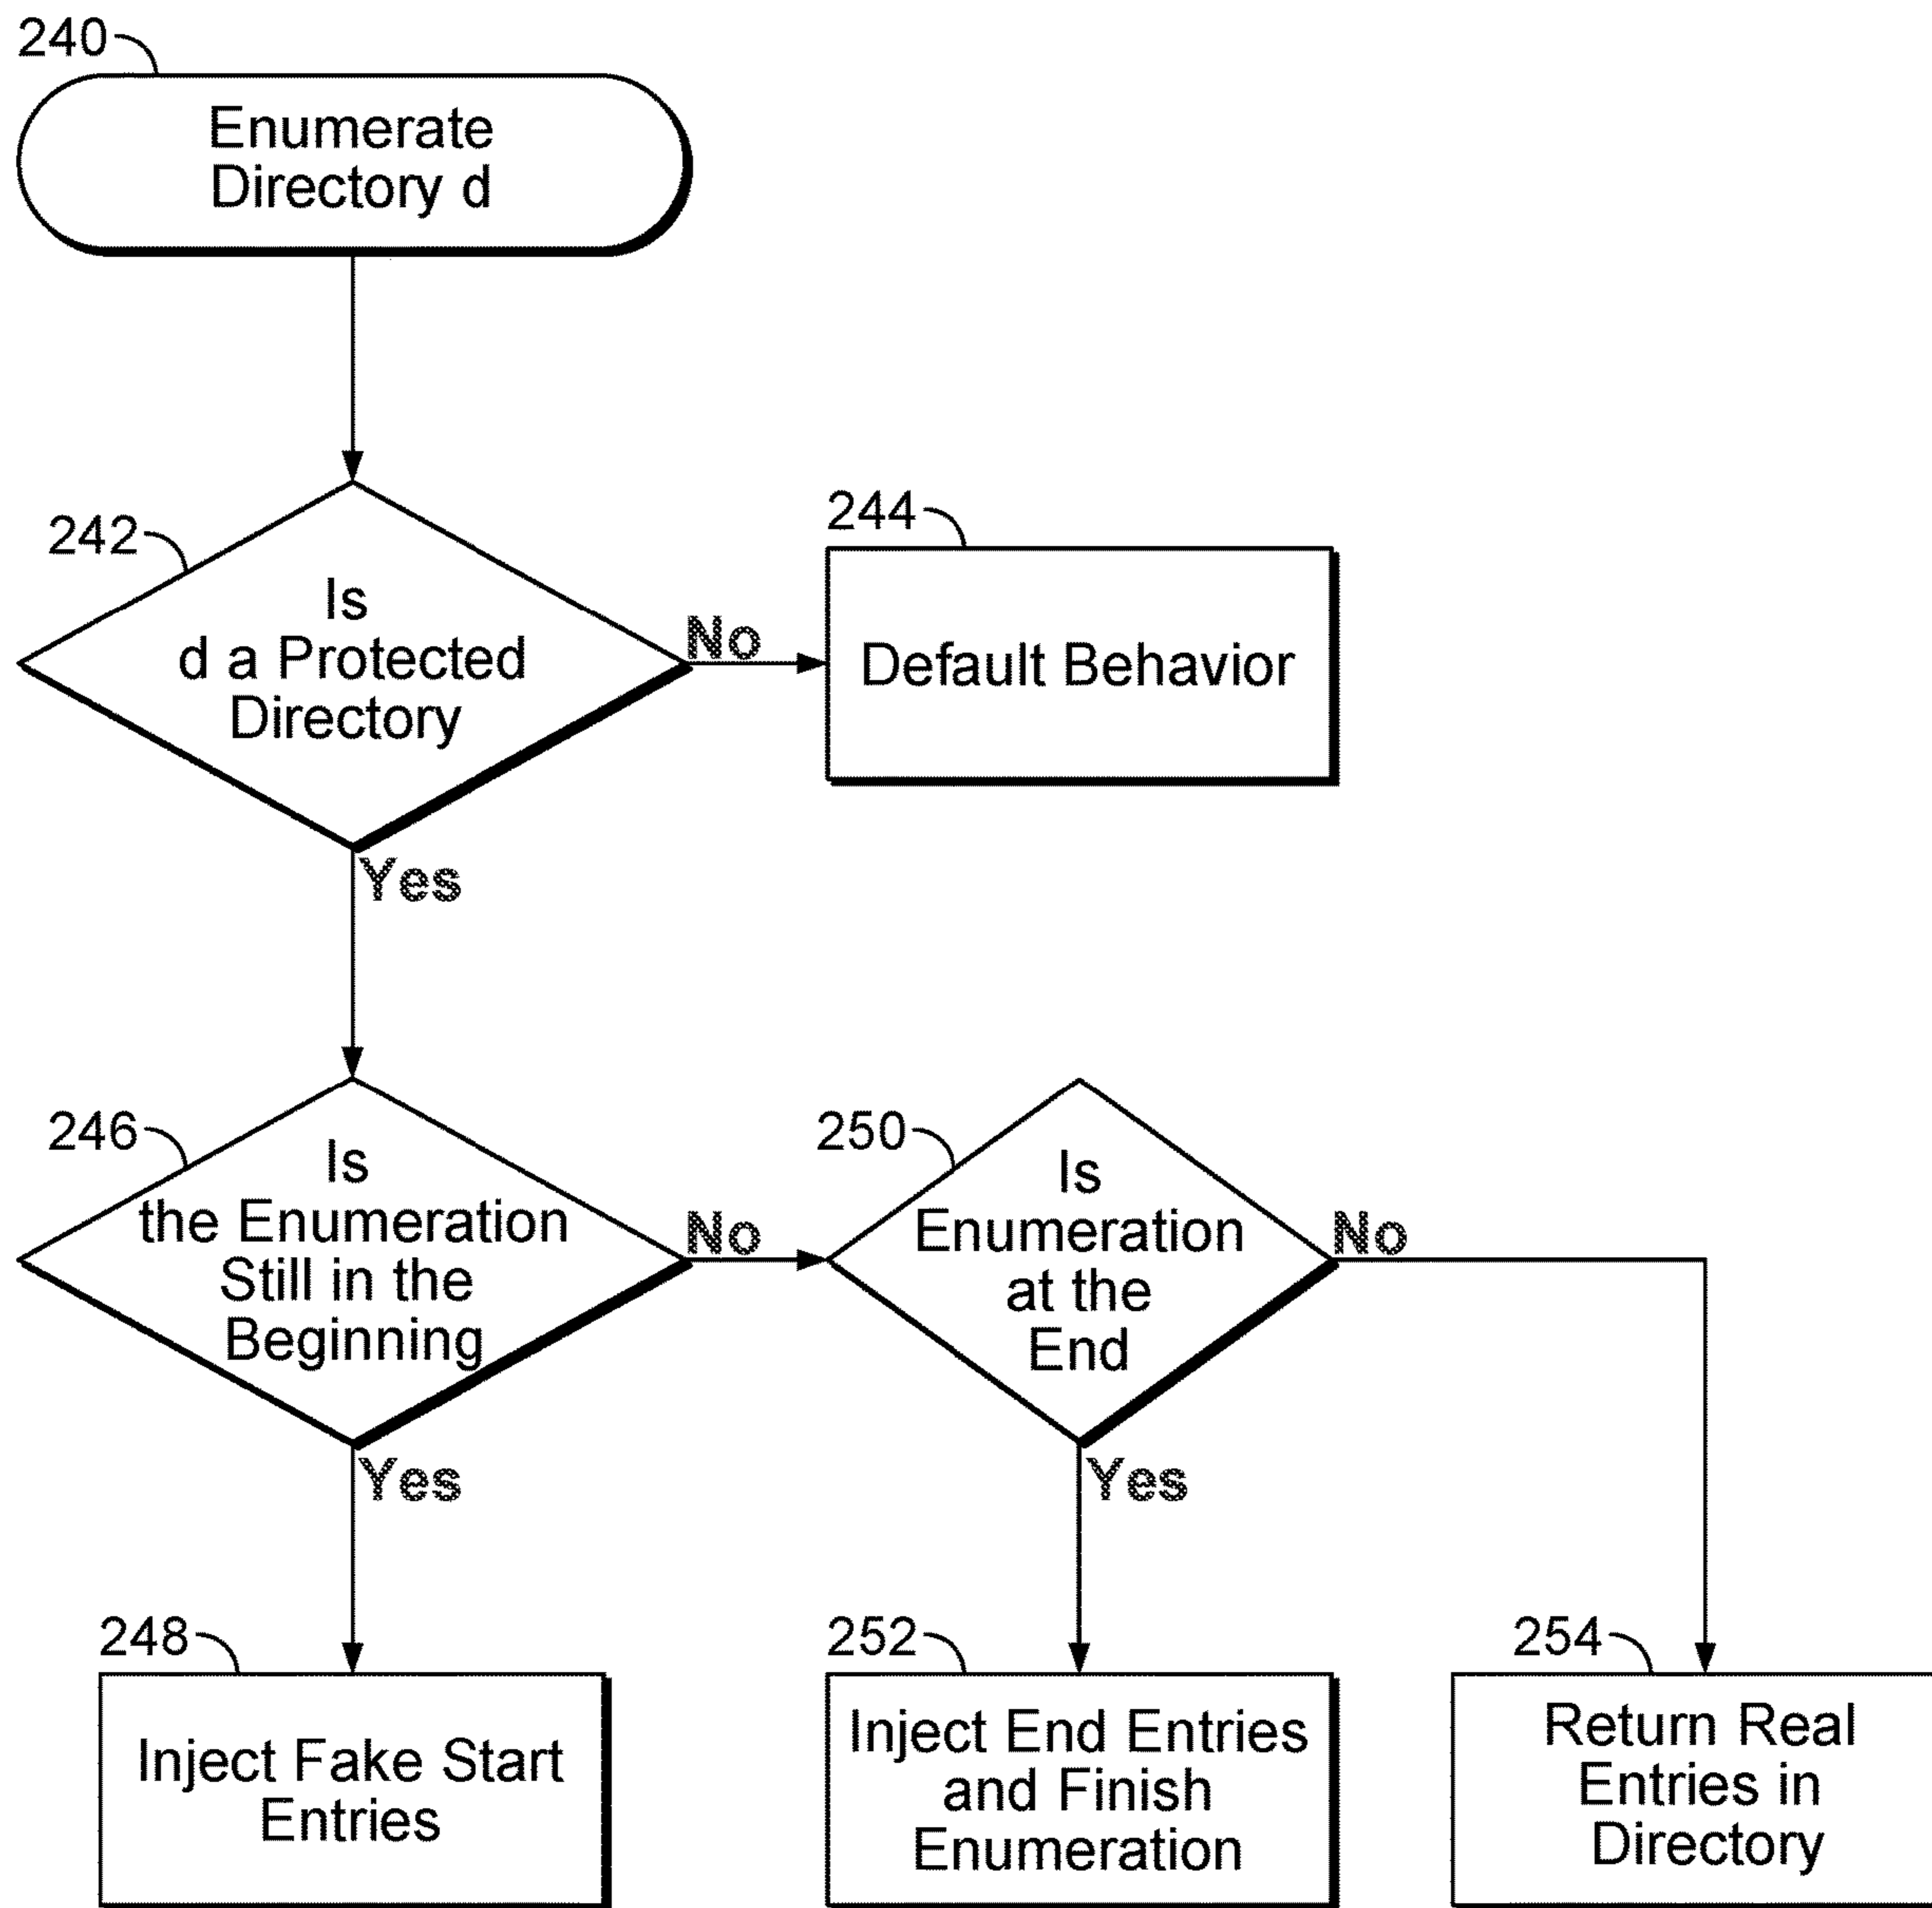 240
Enumerate
Directory d
242
Is
d a Protected
Directory
No
244
Default Behavior
Yes
246
Is
the Enumeration
Still in the
Beginning
No
250
Is
Enumeration
at the
End
No
Yes
Yes
248
Inject Fake Start
Entries
252
Inject End Entries
and Finish
Enumeration
254
Return Real
Entries in
Directory